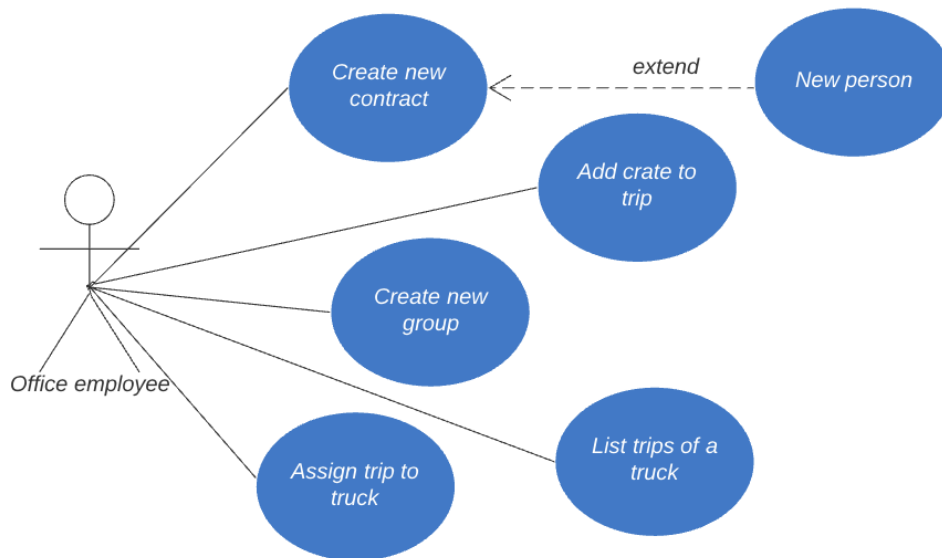 Create new
contract
extend
New person
Add crate to
trip
Create new
group
Office employee
List trips of a
truck
Assign trip to
truck